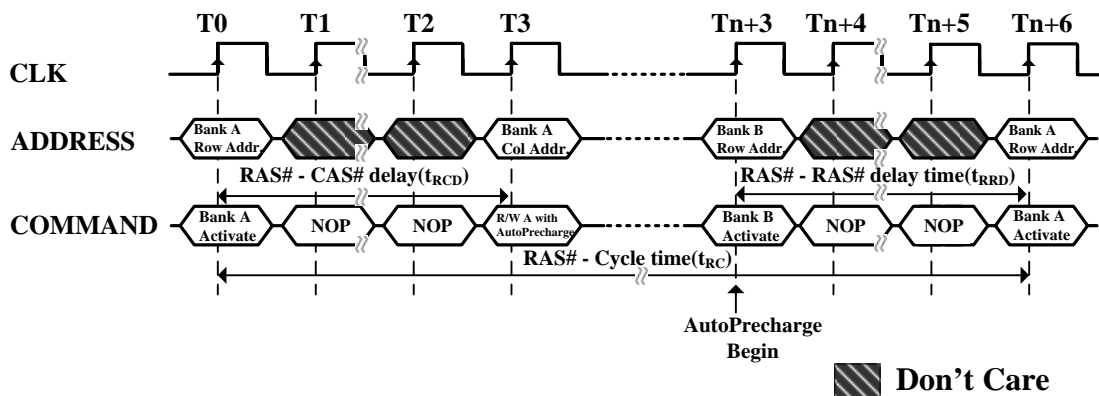 T0 T1 T2 T3 Tn+3 Tn+4 Tn+5 Tn+6
CLK
ADDRESS
Bank A
Row Addr.
Bank A
Col Addr.
Bank B
Row Addr.
Bank A
Row Addr.
RAS# - CAS# delay(tRCD)
RAS# - RAS# delay time(tRRD)
COMMAND
Bank A
Activate
NOP
NOP
R/W A with
AutoPrecharge
Bank B
Activate
NOP
NOP
Bank A
Activate
RAS# - Cycle time(tRC)
AutoPrecharge
Begin
Don't Care